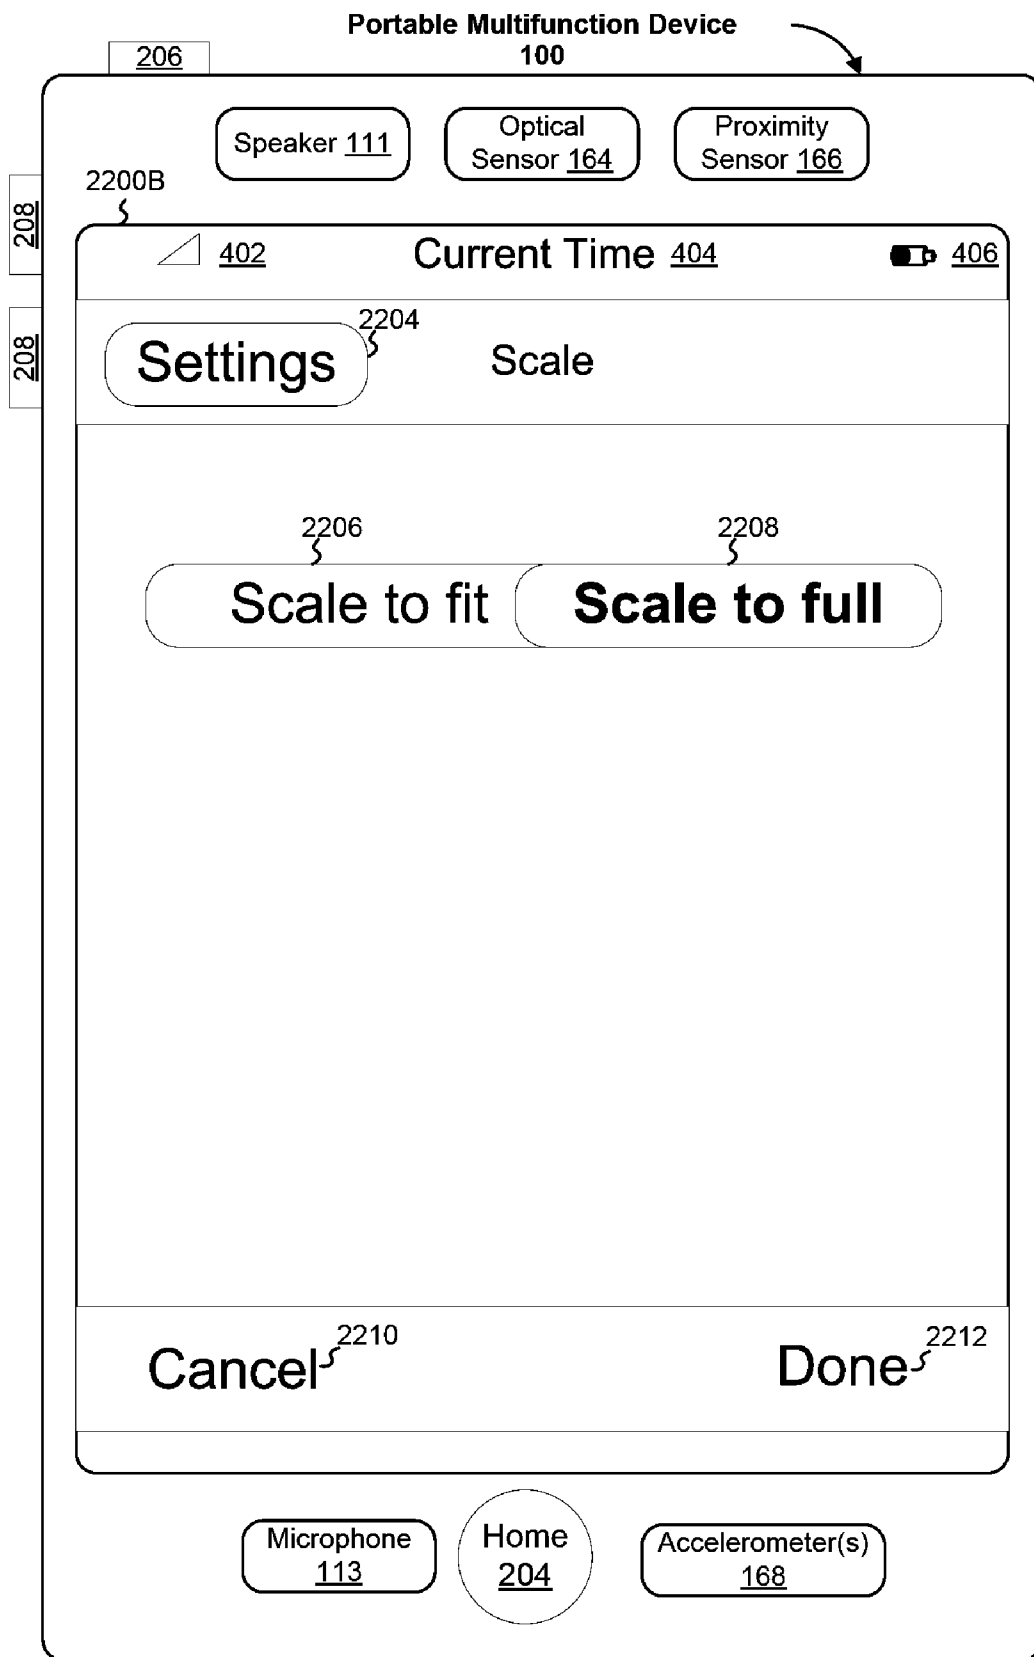 Portable Multifunction Device
100
206
Speaker 111
Optical
Sensor 164
Proximity
Sensor 166
2200B
208
402
Current Time 404
406
208
2204
Settings
Scale
2206
2208
Scale to fit
Scale to full
2210
2212
Cancel
Done
Microphone
113
Home
204
Accelerometer(s)
168